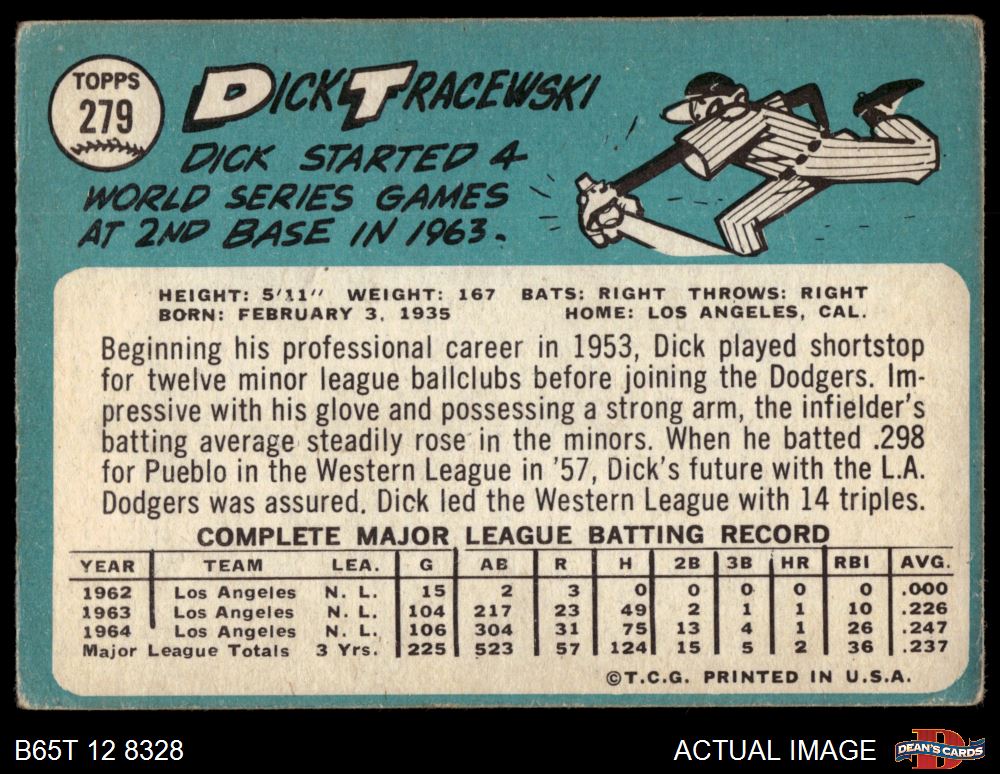 TOPPS
279
DICK TRACEWSKI
DICK STARTED 4
WORLD SERIES GAMES
AT 2ND BASE IN 1963.
HEIGHT: 5'11" WEIGHT: 167 BATS: RIGHT THROWS: RIGHT
BORN: FEBRUARY 3, 1935 HOME: LOS ANGELES, CAL.
Beginning his professional career in 1953, Dick played shortstop
for twelve minor league ballclubs before joining the Dodgers. Im-
pressive with his glove and possessing a strong arm, the infielder's
batting average steadily rose in the minors. When he batted .298
for Pueblo in the Western League in '57, Dick's future with the L.A.
Dodgers was assured. Dick led the Western League with 14 triples.
COMPLETE MAJOR LEAGUE BATTING RECORD
YEAR TEAM LEA. G AB R H 2B 3B HR RBI AVG.
1962 Los Angeles N. L. 15 2 3 0 0 0 0 0 .000
1963 Los Angeles N. L. 104 217 23 49 2 1 1 10 .226
1964 Los Angeles N. L. 106 304 31 75 13 4 1 26 .247
Major League Totals 3 Yrs. 225 523 57 124 15 5 2 36 .237
©T.C.G. PRINTED IN U.S.A.
B65T 12 8328 ACTUAL IMAGE DEAN'S CARDS